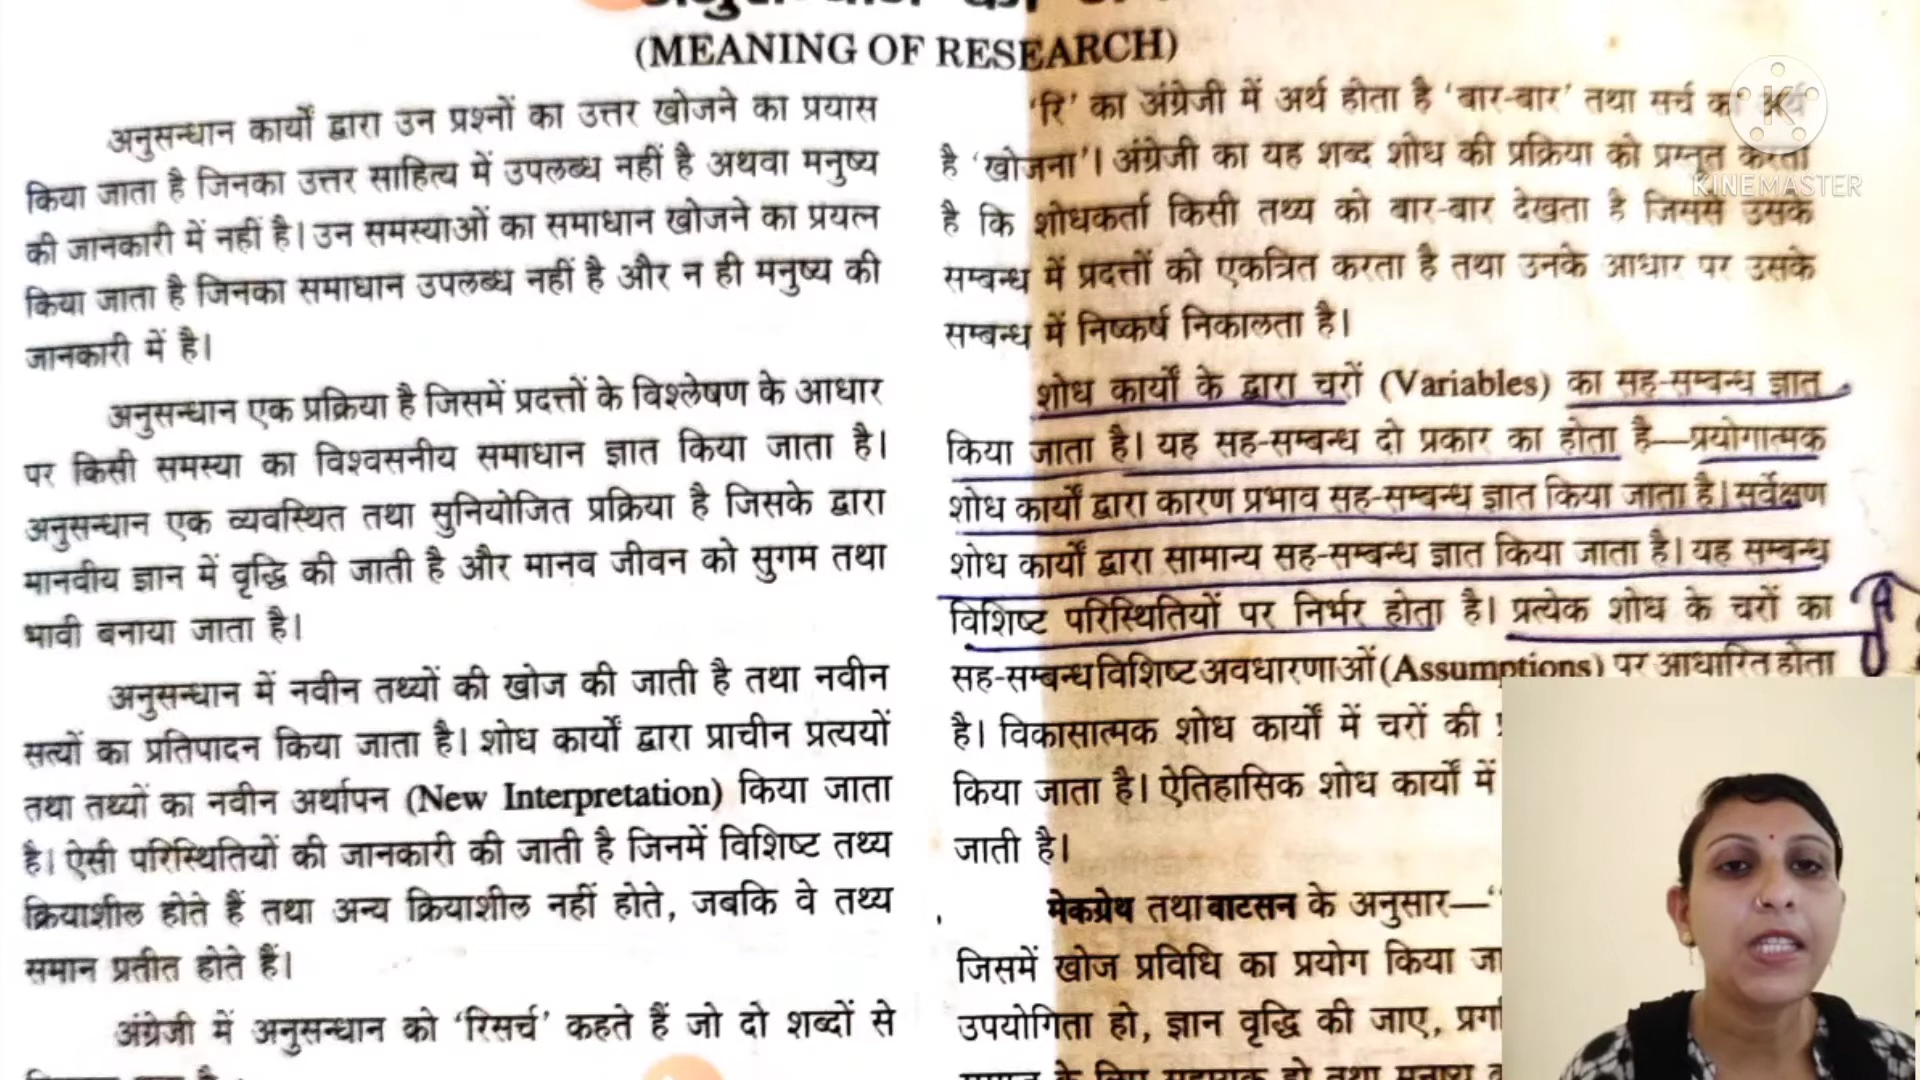 (MEANING OF RESEARCH)
अनुसन्धान कार्यों द्वारा उन प्रश्नों का उत्तर खोजने का प्रयास
किया जाता है जिनका उत्तर साहित्य में उपलब्ध नहीं है अथवा मनुष्य
की जानकारी में नहीं है। उन समस्याओं का समाधान खोजने का प्रयत्न
किया जाता है जिनका समाधान उपलब्ध नहीं है और न ही मनुष्य की
जानकारी में है।
अनुसन्धान एक प्रक्रिया है जिसमें प्रदत्तों के विश्लेषण के आधार
पर किसी समस्या का विश्वसनीय समाधान ज्ञात किया जाता है।
अनुसन्धान एक व्यवस्थित तथा सुनियोजित प्रक्रिया है जिसके द्वारा
मानवीय ज्ञान में वृद्धि की जाती है और मानव जीवन को सुगम तथा
भावी बनाया जाता है।
अनुसन्धान में नवीन तथ्यों की खोज की जाती है तथा नवीन
सत्यों का प्रतिपादन किया जाता है। शोध कार्यों द्वारा प्राचीन प्रत्ययों
तथा तथ्यों का नवीन अर्थापन (New Interpretation) किया जाता
है। ऐसी परिस्थितियों की जानकारी की जाती है जिनमें विशिष्ट तथ्य
क्रियाशील होते हैं तथा अन्य क्रियाशील नहीं होते, जबकि वे तथ्य
समान प्रतीत होते हैं।
अंग्रेजी में अनुसन्धान को ‘रिसर्च’ कहते हैं जो दो शब्दों से
‘रि’ का अंग्रेजी में अर्थ होता है ‘बार-बार’ तथा सर्च का अर्थ
है ‘खोजना’। अंग्रेजी का यह शब्द शोध की प्रक्रिया को प्रस्तुत करता
है कि शोधकर्ता किसी तथ्य को बार-बार देखता है जिससे उसके
सम्बन्ध में प्रदत्तों को एकत्रित करता है तथा उनके आधार पर उसके
सम्बन्ध में निष्कर्ष निकालता है।
शोध कार्यों के द्वारा चरों (Variables) का सह-सम्बन्ध ज्ञात
किया जाता है। यह सह-सम्बन्ध दो प्रकार का होता है—प्रयोगात्मक
शोध कार्यों द्वारा कारण प्रभाव सह-सम्बन्ध ज्ञात किया जाता है। सर्वेक्षण
शोध कार्यों द्वारा सामान्य सह-सम्बन्ध ज्ञात किया जाता है। यह सम्बन्ध
विशिष्ट परिस्थितियों पर निर्भर होता है। प्रत्येक शोध के चरों का
सह-सम्बन्ध विशिष्ट अवधारणाओं (Assumptions) पर आधारित होता
है। विकासात्मक शोध कार्यों में चरों की
किया जाता है। ऐतिहासिक शोध कार्यों में
जाती है।
मेकग्रेथ तथा वाटसन के अनुसार—‘
जिसमें खोज प्रविधि का प्रयोग किया
उपयोगिता हो, ज्ञान वृद्धि की जाए,
K
KINEMASTER